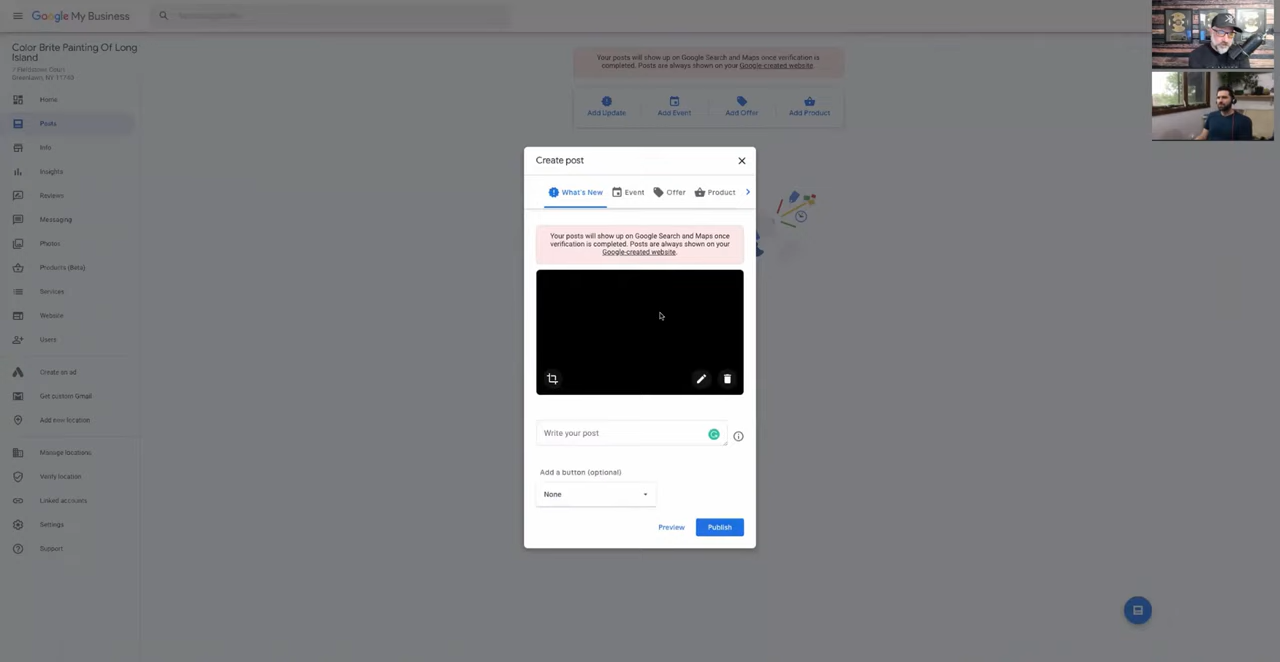 Google My Business
Color Brite Painting Of Long
Island
Greenlawn, NY 11740
Home
Posts
Info
Insights
Reviews
Messaging
Photos
Products (Beta)
Services
Website
Users
Create an ad
Get custom Gmail
Add new location
Manage locations
Verify location
Linked accounts
Settings
Support
Your posts will show up on Google Search and Maps once verification is
completed. Posts are always shown on your Google-created website.
Add Update
Add Event
Add Offer
Add Product
Create post
What's New
Event
Offer
Product
Your posts will show up on Google Search and Maps once
verification is completed. Posts are always shown on your
Google-created website.
Write your post
Add a button (optional)
None
Preview
Publish